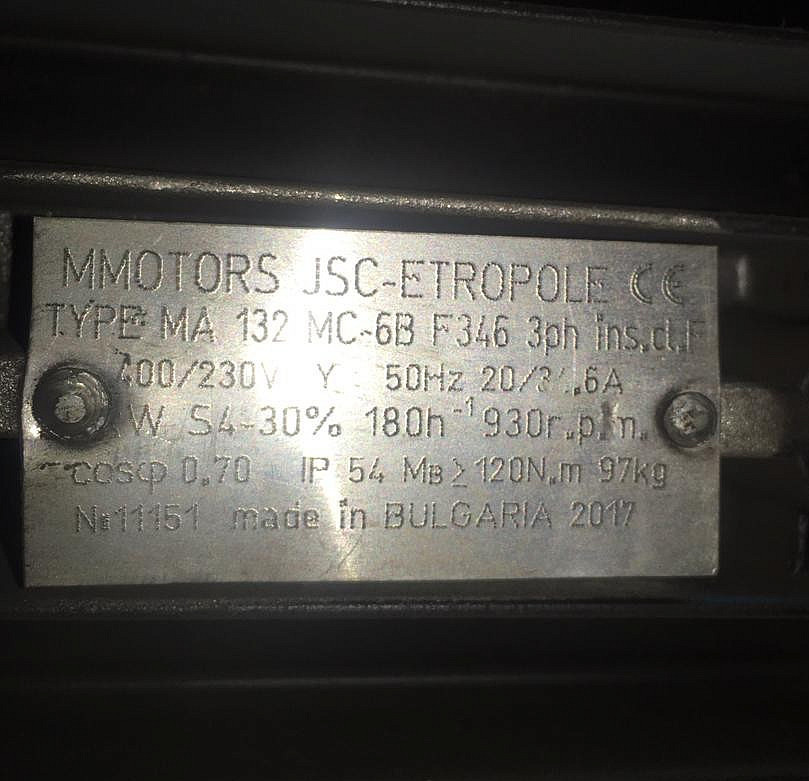 MMOTORS JSC-ETROPOLE CE
TYPE MA 132 MC-6B F346 3ph ins.cl.F
400/230V Y 50Hz 20/34.6A
W S4-30% 180h⁻¹ 930r.p.m.
cosφ 0.70 IP 54 MB≥120N.m 97kg
№11151 made in BULGARIA 2017